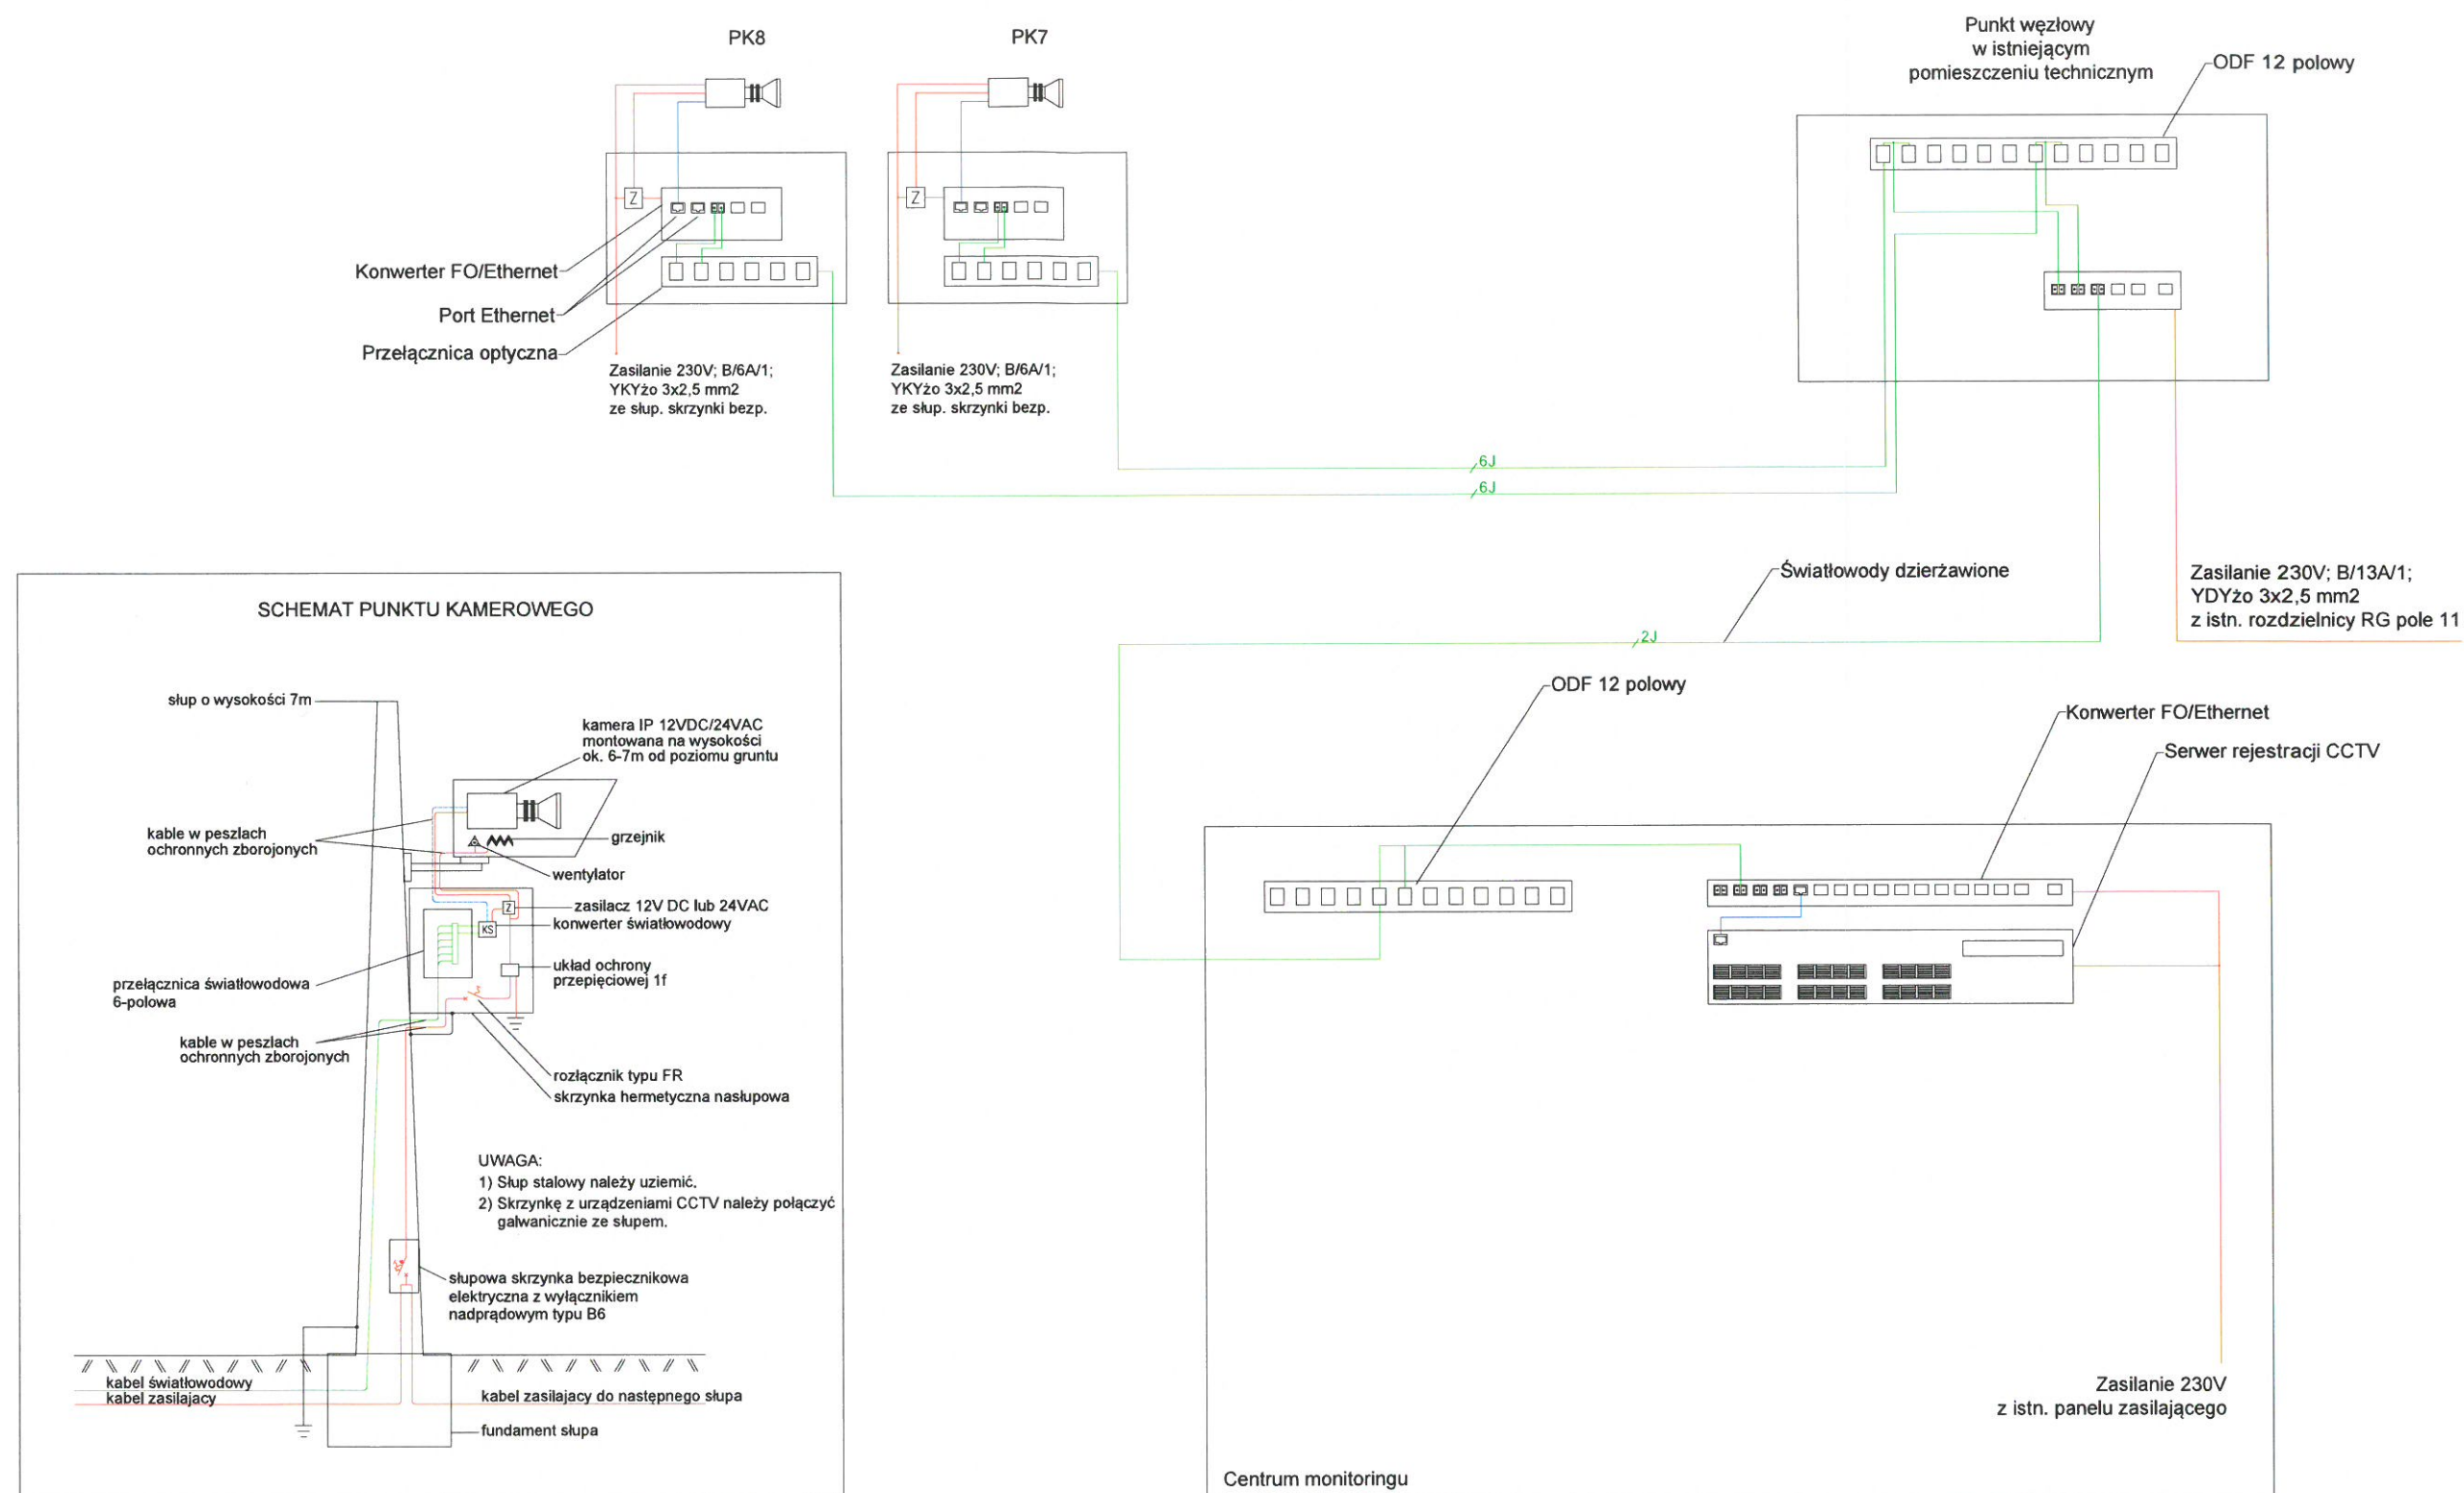 PK8
PK7
Punkt węzłowy
w istniejącym
pomieszczeniu technicznym
ODF 12 polowy
Z
Z
Konwerter FO/Ethernet
Port Ethernet
Przełącznica optyczna
Zasilanie 230V; B/6A/1;
YKYżo 3x2,5 mm2
ze słup. skrzynki bezp.
Zasilanie 230V; B/6A/1;
YKYżo 3x2,5 mm2
ze słup. skrzynki bezp.
6J
6J
Światłowody dzierżawione
Zasilanie 230V; B/13A/1;
YDYżo 3x2,5 mm2
z istn. rozdzielnicy RG pole 11
2J
SCHEMAT PUNKTU KAMEROWEGO
słup o wysokości 7m
kamera IP 12VDC/24VAC
montowana na wysokości
ok. 6-7m od poziomu gruntu
kable w peszlach
ochronnych zborojonych
grzejnik
wentylator
Z
zasilacz 12V DC lub 24VAC
KS
konwerter światłowodowy
układ ochrony
przepięciowej 1f
przełącznica światłowodowa
6-polowa
kable w peszlach
ochronnych zborojonych
rozłącznik typu FR
skrzynka hermetyczna nasłupowa
UWAGA:
1) Słup stalowy należy uziemić.
2) Skrzynkę z urządzeniami CCTV należy połączyć
galwanicznie ze słupem.
słupowa skrzynka bezpiecznikowa
elektryczna z wyłącznikiem
nadprądowym typu B6
kabel światłowodowy
kabel zasilajacy
kabel zasilajacy do następnego słupa
fundament słupa
ODF 12 polowy
Konwerter FO/Ethernet
Serwer rejestracji CCTV
Zasilanie 230V
z istn. panelu zasilającego
Centrum monitoringu